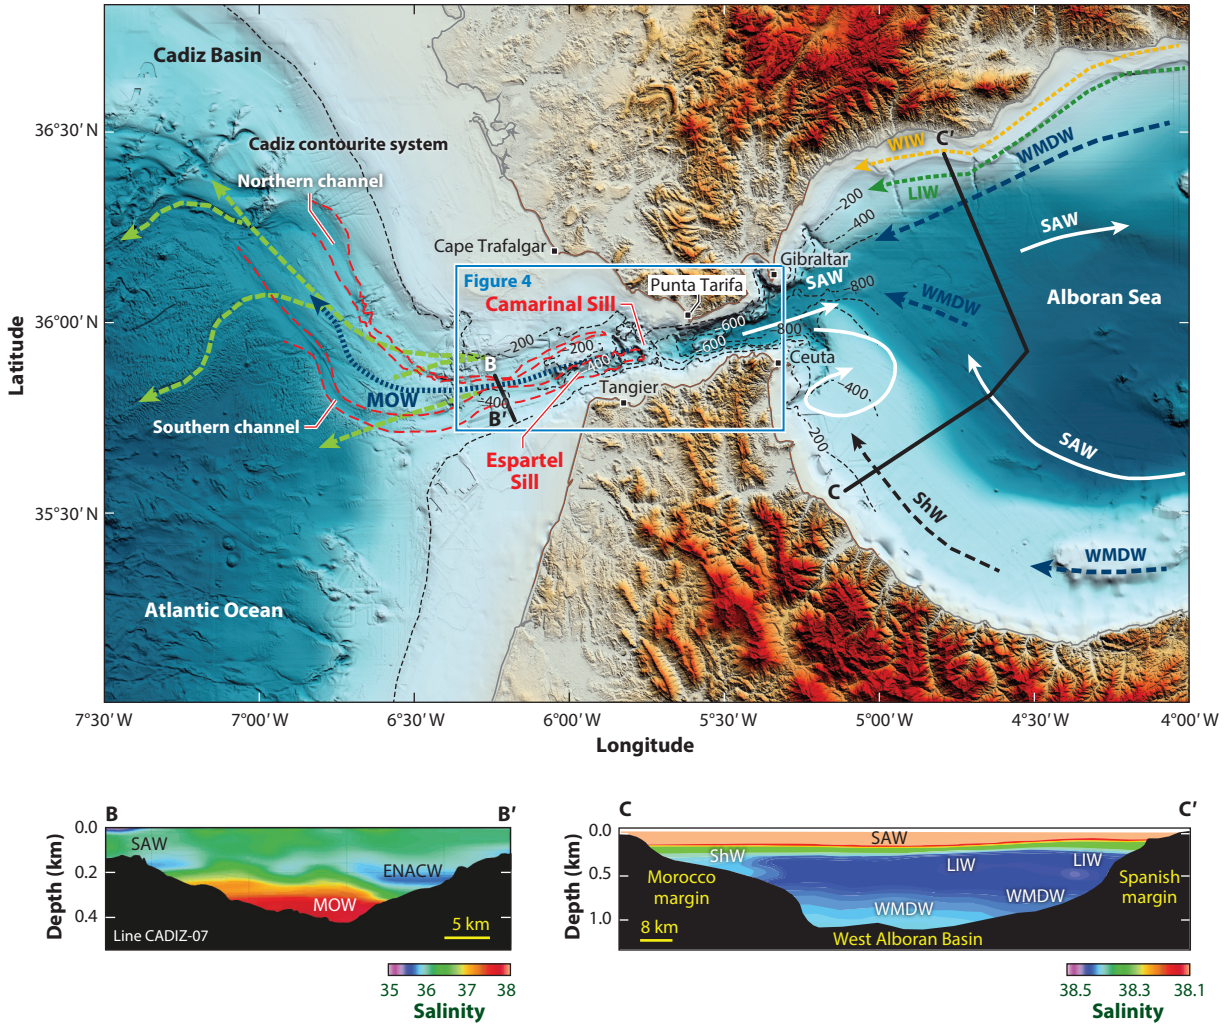 Cadiz Basin
36°30′ N
Cadiz contourite system
Northern channel
WIW
C′
WMDW
LIW
–200
–400
SAW
Cape Trafalgar
Gibraltar
SAW
Figure 4
Punta Tarifa
–800
WMDW
Alboran Sea
Camarinal Sill
36°00′ N
–600
800
–200
200
–600
Latitude
B
–400
Ceuta
MOW
–400
Tangier
–400
B′
Southern channel
–200
SAW
Espartel
Sill
C
ShW
35°30′ N
WMDW
Atlantic Ocean
7°30′ W
7°00′ W
6°30′ W
6°00′ W
5°30′ W
5°00′ W
4°30′ W
4°00′ W
Longitude
B
B′
0.0
0.2
0.4
Depth (km)
SAW
ENACW
MOW
Line CADIZ-07
5 km
35 36 37 38
Salinity
C
C′
0.0
0.5
1.0
Depth (km)
SAW
ShW
LIW
LIW
Morocco
margin
Spanish
margin
WMDW
WMDW
8 km
West Alboran Basin
38.5 38.3 38.1
Salinity